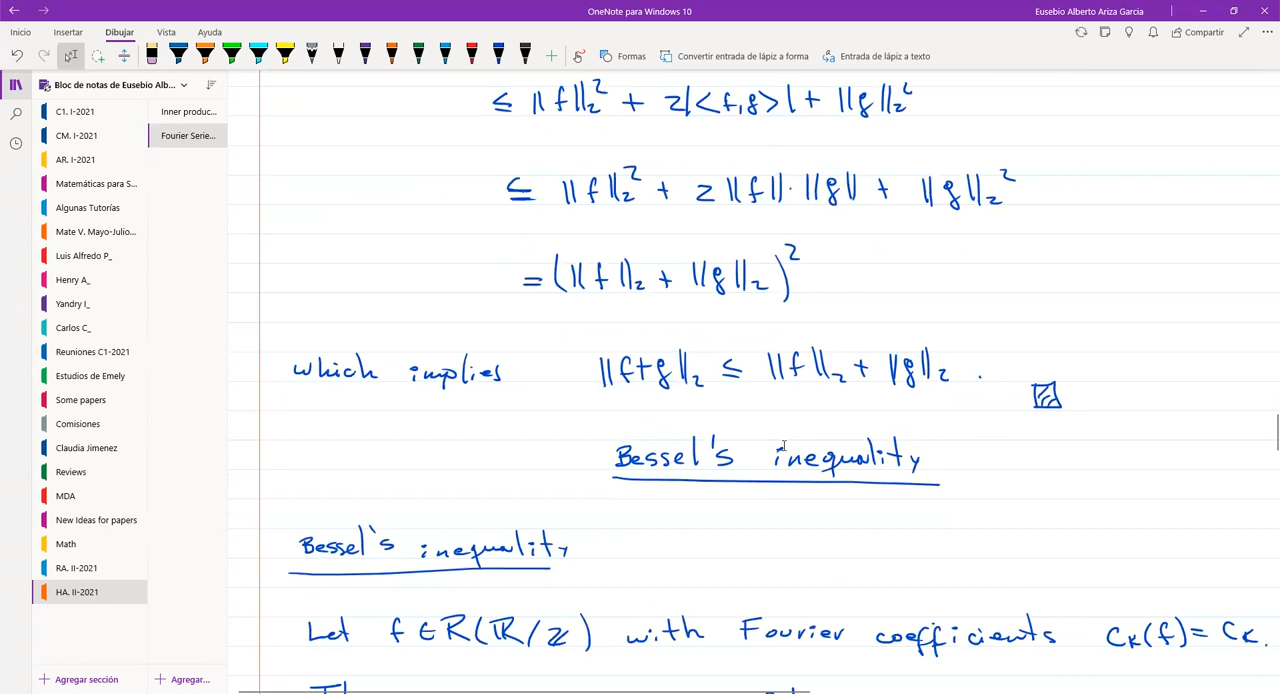 OneNote para Windows 10
Eusebio Alberto Ariza Garcia
Inicio Insertar Dibujar Vista Ayuda
Compartir
Formas Convertir entrada de lápiz a forma Entrada de lápiz a texto
Bloc de notas de Eusebio Alb...
C1. I-2021
CM. I-2021
AR. I-2021
Matemáticas para S...
Algunas Tutorías
Mate V. Mayo-Julio...
Luis Alfredo P_
Henry A_
Yandry I_
Carlos C_
Reuniones C1-2021
Estudios de Emely
Some papers
Comisiones
Claudia Jimenez
Reviews
MDA
New Ideas for papers
Math
RA. II-2021
HA. II-2021
Agregar sección
Inner produc...
Fourier Serie...
Agregar...
≤ ||f||₂² + 2|<f,g>| + ||g||₂²
≤ ||f||₂² + 2||f||·||g|| + ||g||₂²
= (||f||₂ + ||g||₂)²
which implies ||f+g||₂ ≤ ||f||₂ + ||g||₂ .
Bessel's inequality
Bessel's inequality
Let f ∈ R(ℝ/ℤ) with Fourier coefficients Cₖ(f) = Cₖ.